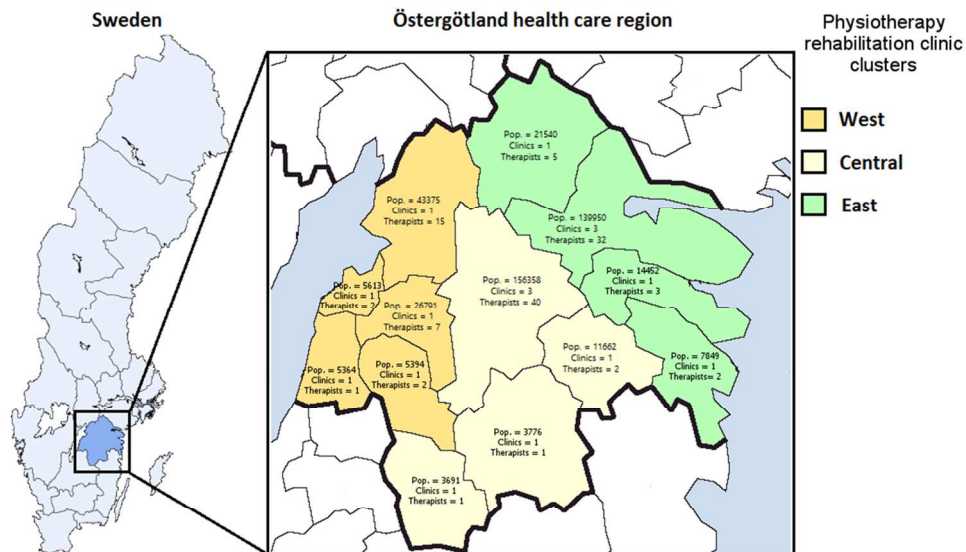 Sweden
Östergötland health care region
Physiotherapy
rehabilitation clinic
clusters
West
Central
East
Pop. = 21540
Clinics = 1
Therapists = 5
Pop. = 43375
Clinics = 1
Therapists = 15
Pop. = 139950
Clinics = 3
Therapists = 32
Pop. = 5613
Clinics = 1
Therapists = 2
Pop. = 26791
Clinics = 1
Therapists = 7
Pop. = 156358
Clinics = 3
Therapists = 40
Pop. = 14452
Clinics = 1
Therapists = 3
Pop. = 5364
Clinics = 1
Therapists = 1
Pop. = 5394
Clinics = 1
Therapists = 2
Pop. = 11662
Clinics = 1
Therapists = 2
Pop. = 7849
Clinics = 1
Therapists= 2
Pop. = 3776
Clinics = 1
Therapists = 1
Pop. = 3691
Clinics = 1
Therapists = 1